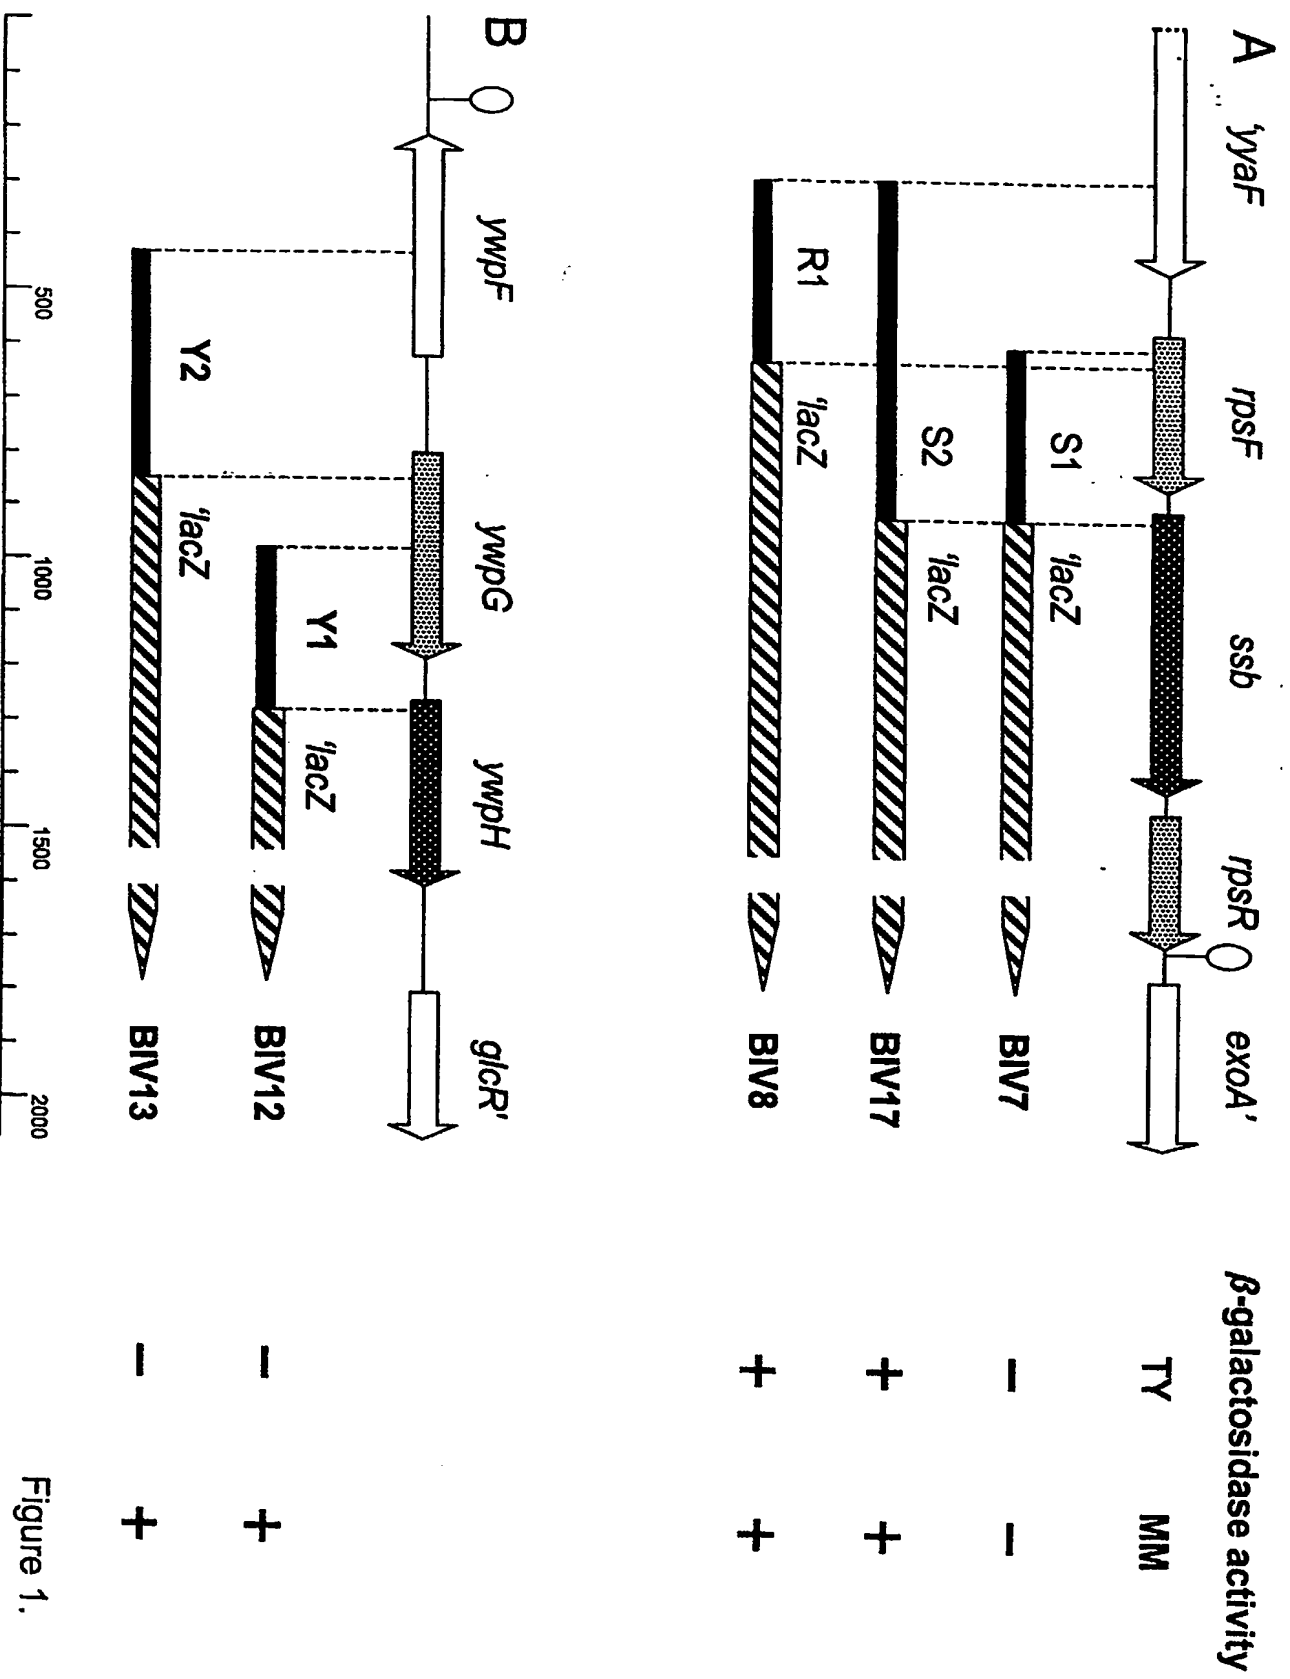 A
'yyaF rpsF ssb rpsR exoA'
β-galactosidase activity
TY MM
S1 'lacZ BIV7 – –
S2 'lacZ BIV17 + +
R1 'lacZ BIV8 + +
B
ywpF ywpG ywpH glcR'
Y1 'lacZ BIV12 – +
Y2 'lacZ BIV13 – +
500 1000 1500 2000
Figure 1.